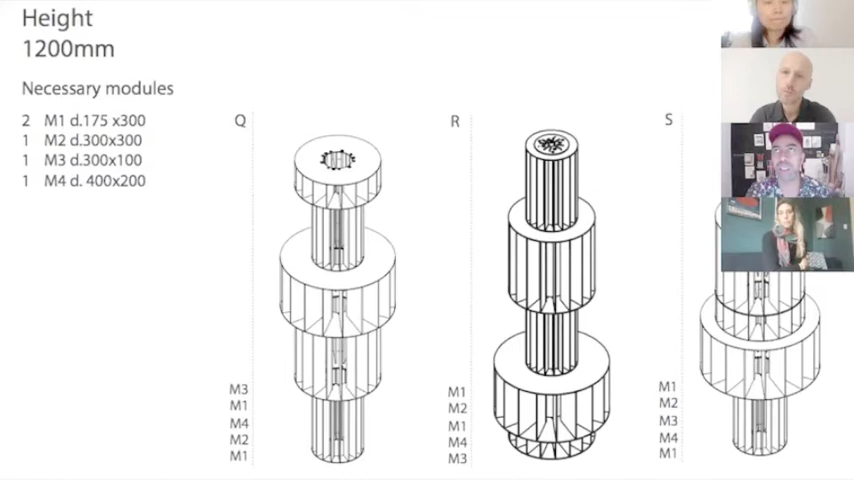 Height
1200mm
Necessary modules
2 M1 d.175 x300
1 M2 d.300x300
1 M3 d.300x100
1 M4 d. 400x200
Q
M3
M1
M4
M2
M1
R
M1
M2
M1
M4
M3
S
M1
M2
M3
M4
M1